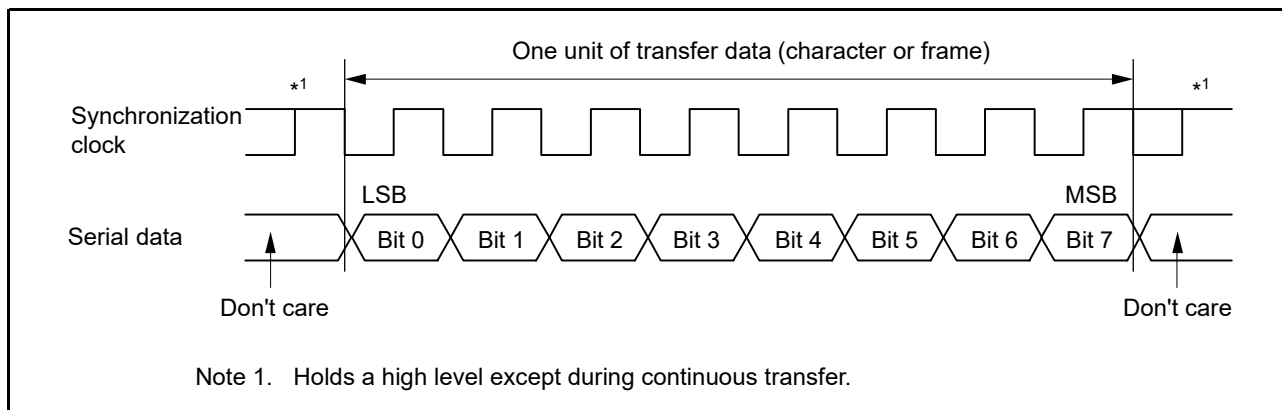 One unit of transfer data (character or frame)
*1
*1
Synchronization
clock
LSB
MSB
Serial data
Bit 0
Bit 1
Bit 2
Bit 3
Bit 4
Bit 5
Bit 6
Bit 7
Don't care
Don't care
Note 1. Holds a high level except during continuous transfer.